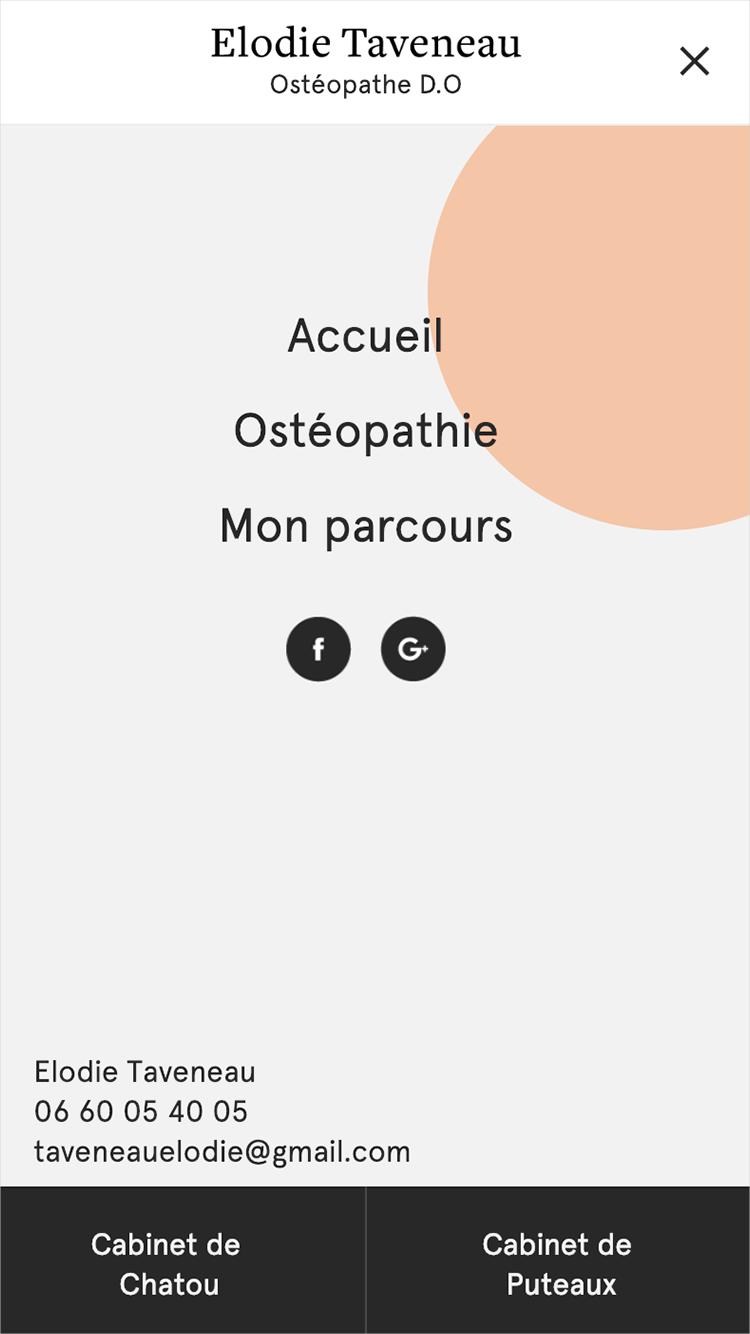 Elodie Taveneau
Ostéopathe D.O
Accueil
Ostéopathie
Mon parcours
f G+
Elodie Taveneau
06 60 05 40 05
taveneauelodie@gmail.com
Cabinet de Chatou
Cabinet de Puteaux